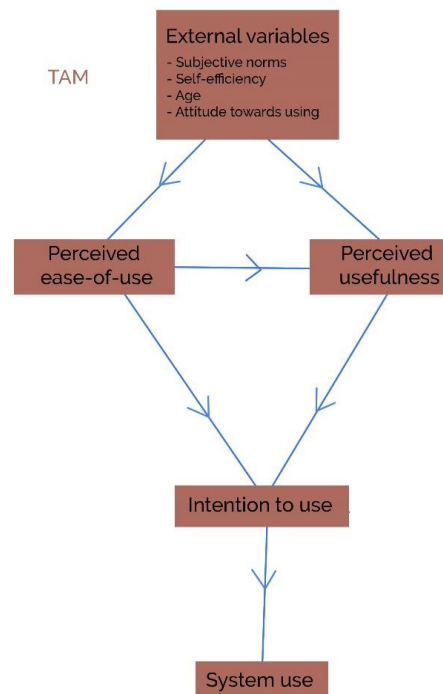 TAM
External variables
- Subjective norms
- Self-efficiency
- Age
- Attitude towards using
Perceived
ease-of-use
Perceived
usefulness
Intention to use
System use